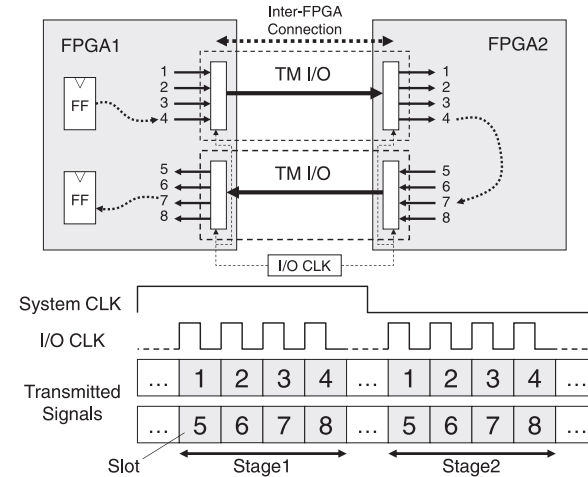 Inter-FPGA
Connection
FPGA1
FPGA2
TM I/O
1
2
3
4
FF
1
2
3
4
TM I/O
5
6
7
8
FF
5
6
7
8
I/O CLK
System CLK
I/O CLK
Transmitted
Signals
... 1 2 3 4 ... 1 2 3 4 ...
... 5 6 7 8 ... 5 6 7 8 ...
Slot
Stage1
Stage2